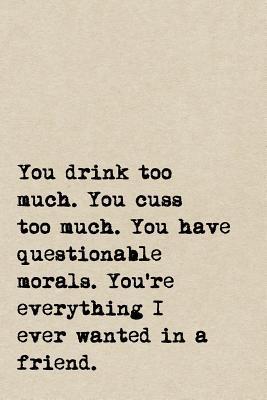 You drink too
much. You cuss
too much. You have
questionable
morals. You're
everything I
ever wanted in a
friend.